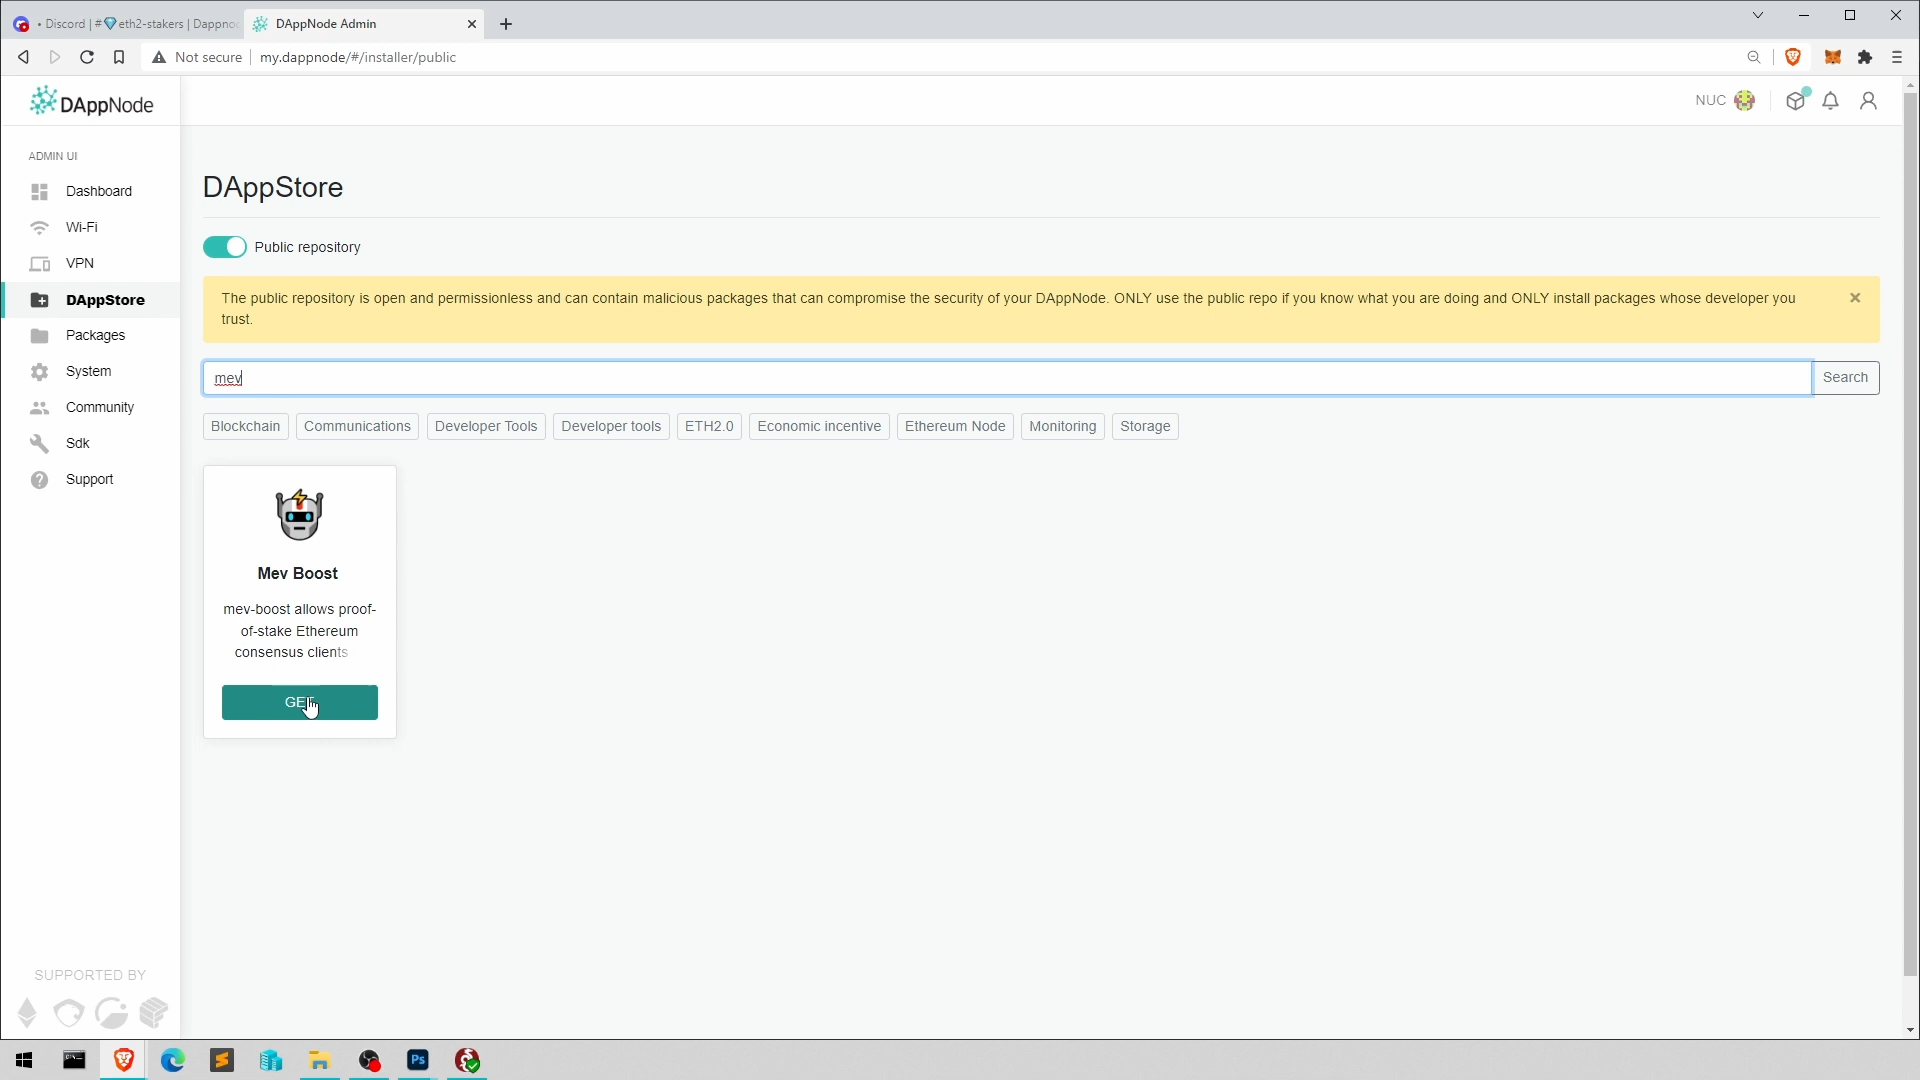 • Discord | #💎eth2-stakers | Dappno
DAppNode Admin
Not secure
my.dappnode/#/installer/public
DAppNode
NUC
ADMIN UI
Dashboard
Wi-Fi
VPN
DAppStore
Packages
System
Community
Sdk
Support
SUPPORTED BY
DAppStore
Public repository
The public repository is open and permissionless and can contain malicious packages that can compromise the security of your DAppNode. ONLY use the public repo if you know what you are doing and ONLY install packages whose developer you
trust.
mev
Search
Blockchain
Communications
Developer Tools
Developer tools
ETH2.0
Economic incentive
Ethereum Node
Monitoring
Storage
Mev Boost
mev-boost allows proof-
of-stake Ethereum
consensus clients
Ps